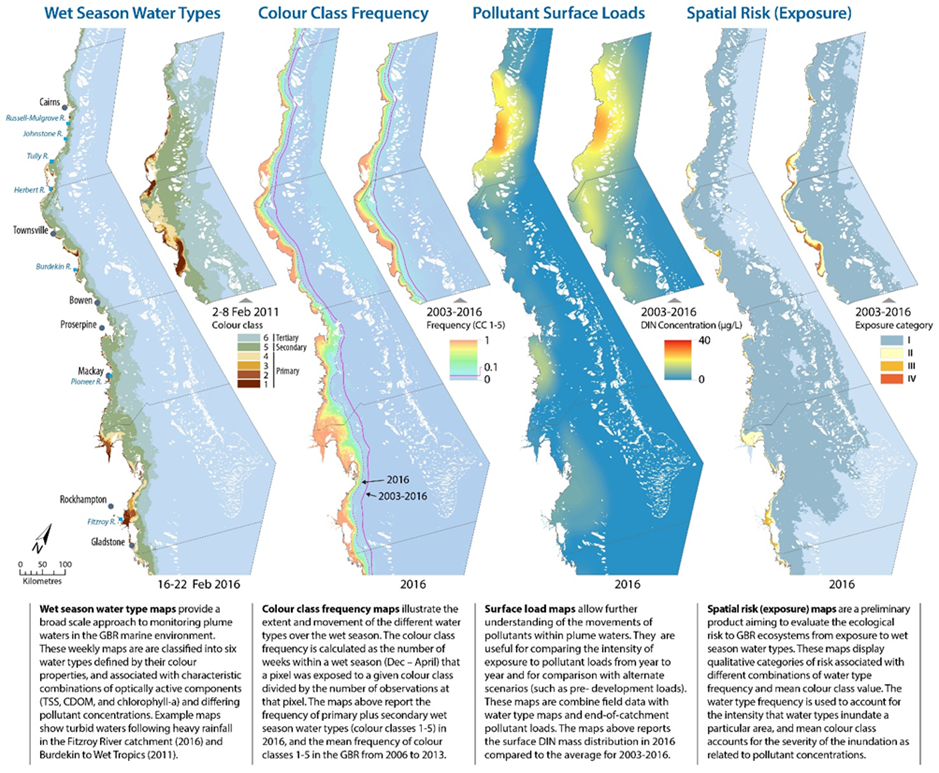 Wet Season Water Types
Colour Class Frequency
Pollutant Surface Loads
Spatial Risk (Exposure)
Cairns
Russell-Mulgrove R.
Johnstone R.
Tully R.
Herbert R.
Townsville
Burdekin R.
Bowen
Proserpine
Mackay
Pioneer R.
Rockhampton
Fitzroy R.
Gladstone
N
0 50 100
Kilometres
2-8 Feb 2011
Colour class
6 Tertiary
5 Secondary
4
3
2 Primary
1
16-22 Feb 2016
2003-2016
Frequency (CC 1-5)
1
0.1
0
2016
2003-2016
2016
2003-2016
DIN Concentration (µg/L)
40
0
2016
2003-2016
Exposure category
I
II
III
IV
2016
Wet season water type maps provide a
broad scale approach to monitoring plume
waters in the GBR marine environment.
These weekly maps are are classified into six
water types defined by their colour
properties, and associated with characteristic
combinations of optically active components
(TSS, CDOM, and chlorophyll-a) and differing
pollutant concentrations. Example maps
show turbid waters following heavy rainfall
in the Fitzroy River catchment (2016) and
Burdekin to Wet Tropics (2011).
Colour class frequency maps illustrate the
extent and movement of the different water
types over the wet season. The colour class
frequency is calculated as the number of
weeks within a wet season (Dec – April) that
a pixel was exposed to a given colour class
divided by the number of observations at
that pixel. The maps above report the
frequency of primary plus secondary wet
season water types (colour classes 1-5) in
2016, and the mean frequency of colour
classes 1-5 in the GBR from 2006 to 2013.
Surface load maps allow further
understanding of the movements of
pollutants within plume waters. They are
useful for comparing the intensity of
exposure to pollutant loads from year to
year and for comparison with alternate
scenarios (such as pre- development loads).
These maps are combine field data with
water type maps and end-of-catchment
pollutant loads. The maps above reports
the surface DIN mass distribution in 2016
compared to the average for 2003-2016.
Spatial risk (exposure) maps are a preliminary
product aiming to evaluate the ecological
risk to GBR ecosystems from exposure to wet
season water types. These maps display
qualitative categories of risk associated with
different combinations of water type
frequency and mean colour class value. The
water type frequency is used to account for
the intensity that water types inundate a
particular area, and mean colour class
accounts for the severity of the inundation as
related to pollutant concentrations.